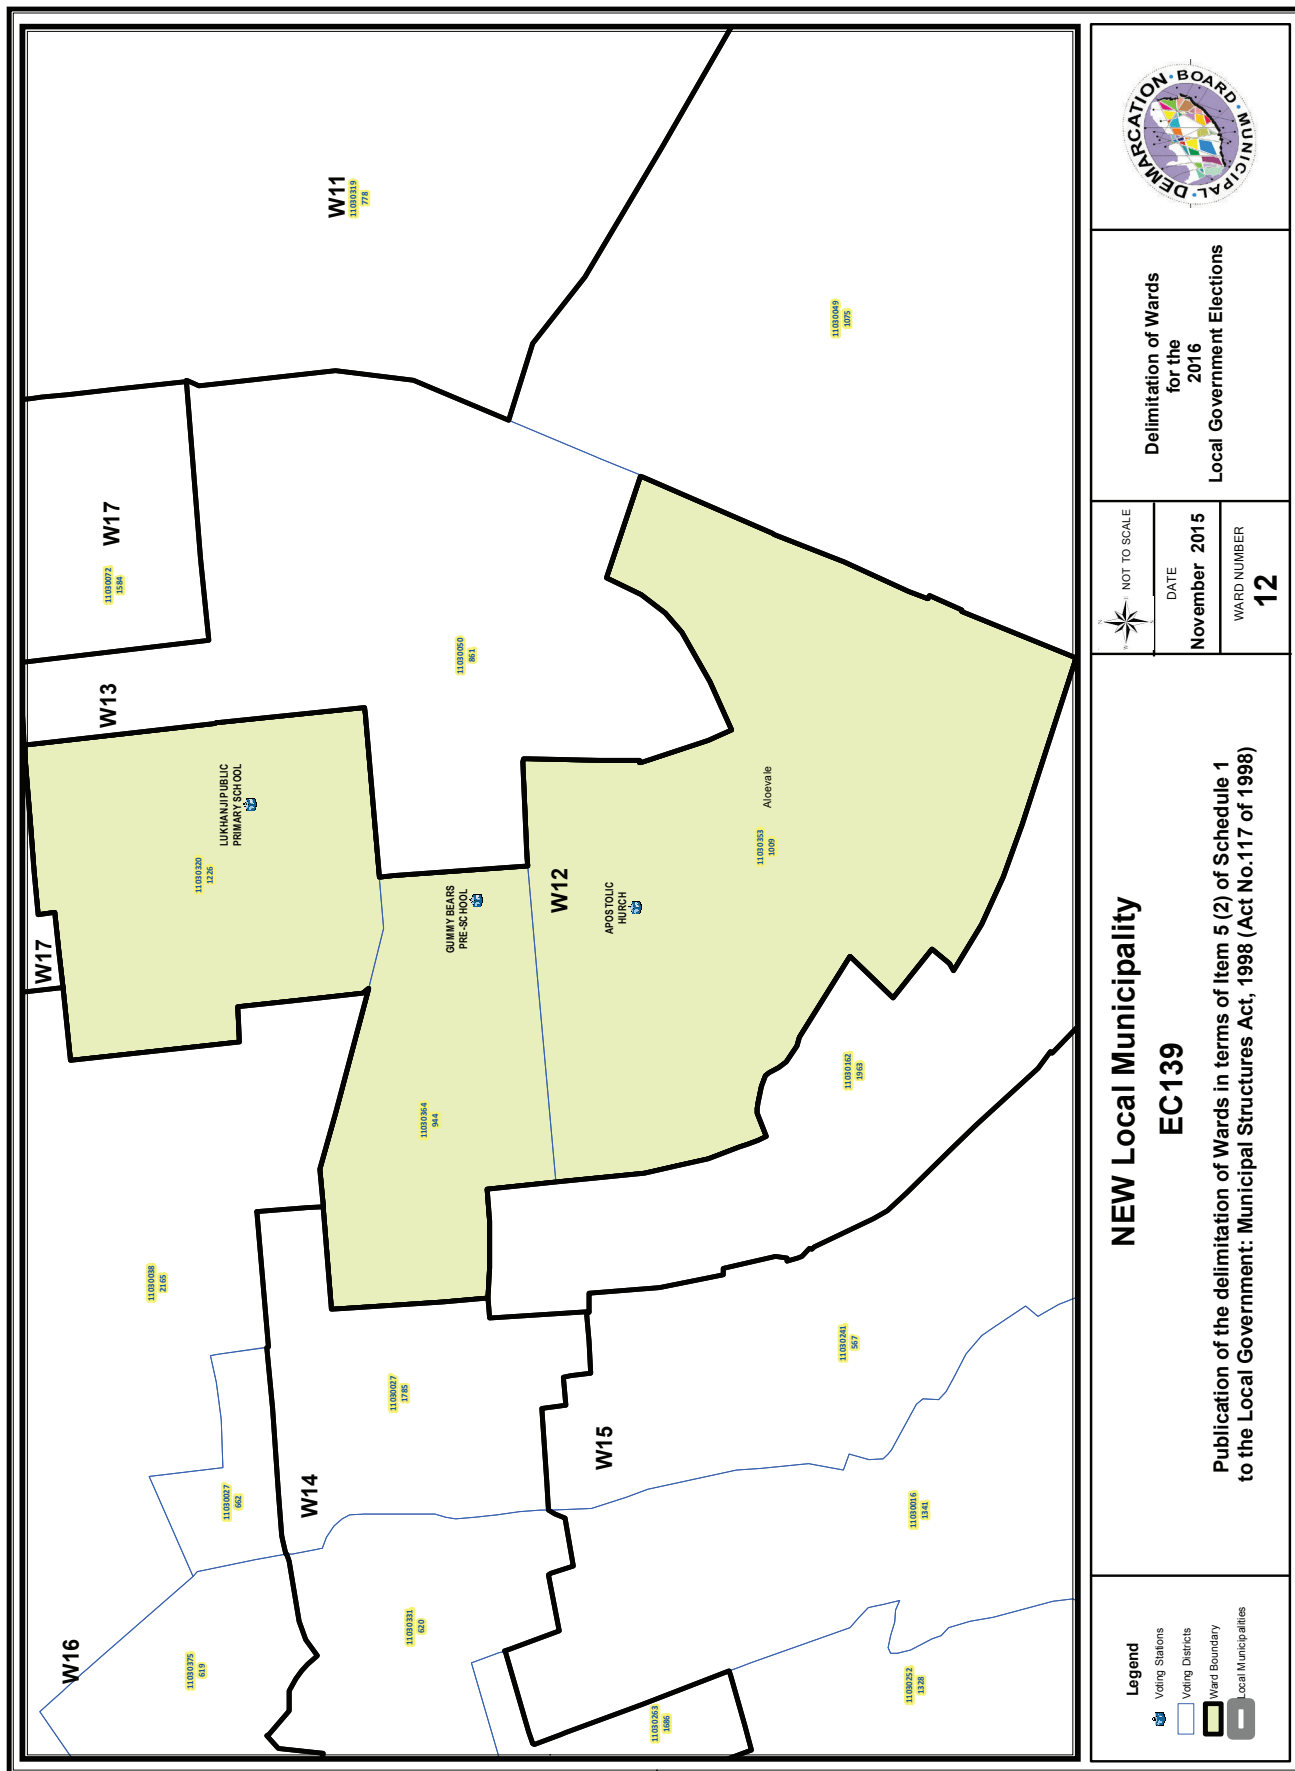 W11
11030319
778
11030049
1075
W17
11030072
1584
W13
11030050
861
LUKHANJI PUBLIC
PRIMARY SCHOOL
11030320
1226
W17
GUMMY BEARS
PRE-SCHOOL
W12
APOSTOLIC
HURCH
Aloevale
11030353
1009
11030364
944
11030162
1963
11030038
2165
11030027
662
11030027
1785
W14
W15
11030241
567
11030016
1341
W16
11030375
619
11030331
620
11030263
1686
11030252
1328
MUNICIPAL • DEMARCATION • BOARD •
Delimitation of Wards
for the
2016
Local Government Elections
N
W
E
S
NOT TO SCALE
DATE
November 2015
WARD NUMBER
12
NEW Local Municipality
EC139
Publication of the delimitation of Wards in terms of Item 5 (2) of Schedule 1
to the Local Government: Municipal Structures Act, 1998 (Act No.117 of 1998)
Legend
Voting Stations
Voting Districts
Ward Boundary
Local Municipalities